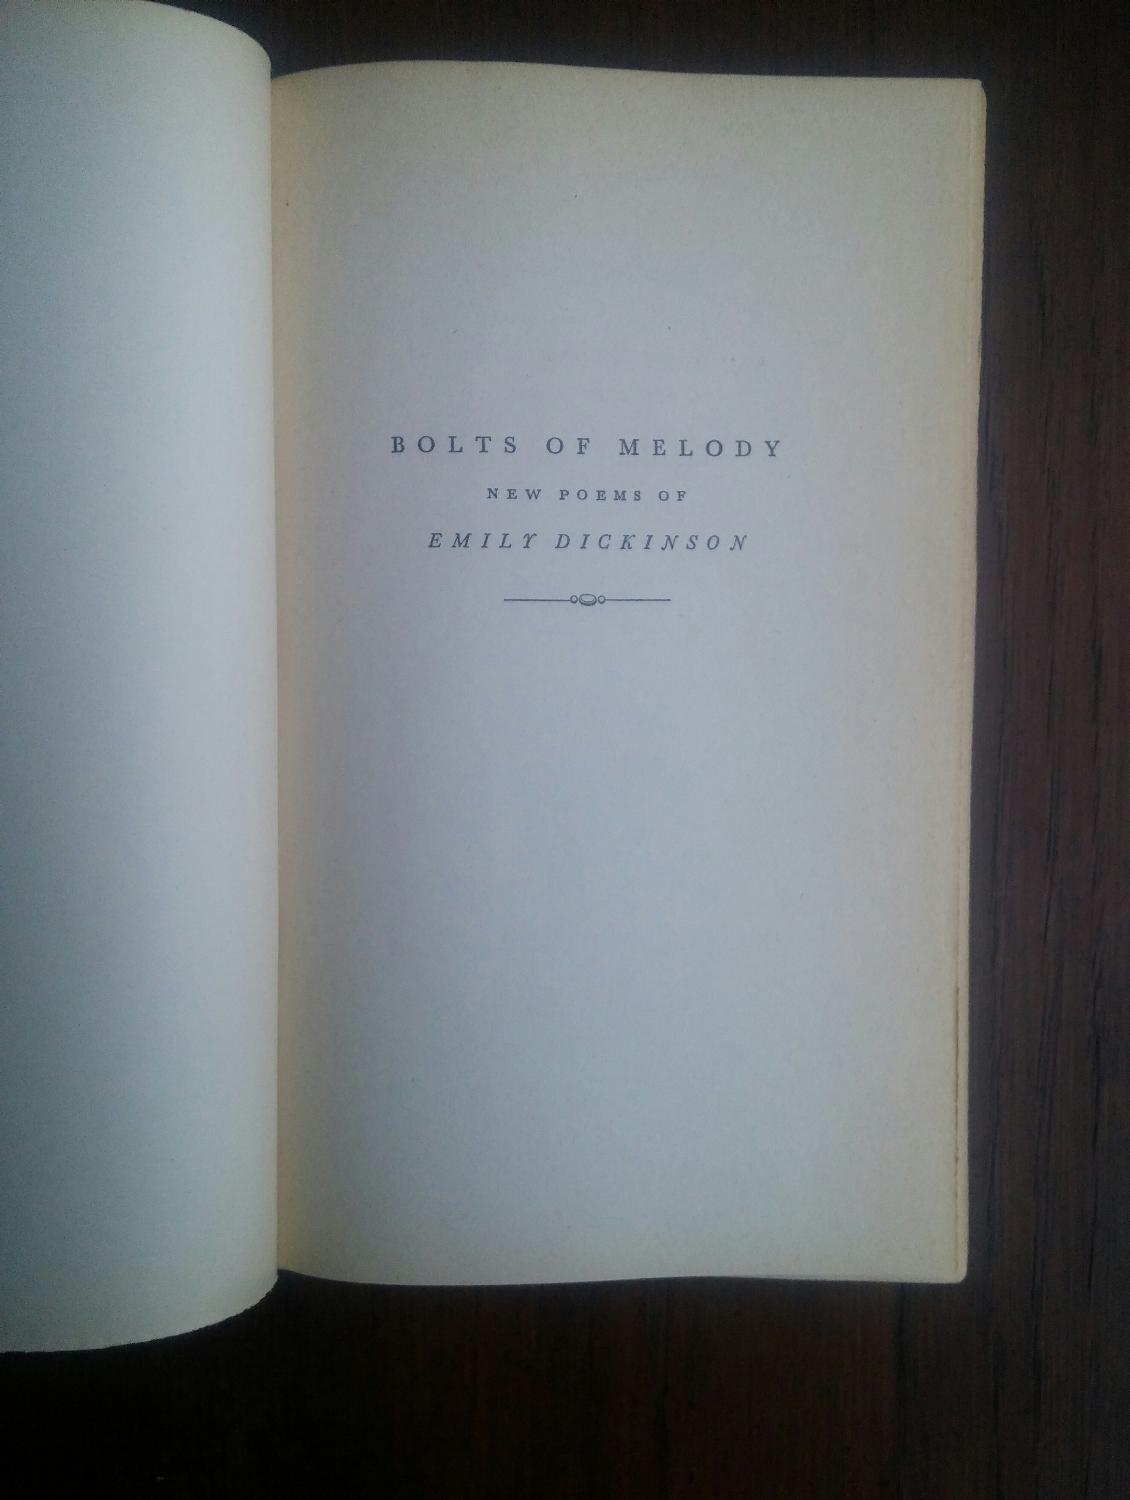 BOLTS OF MELODY
NEW POEMS OF
EMILY DICKINSON